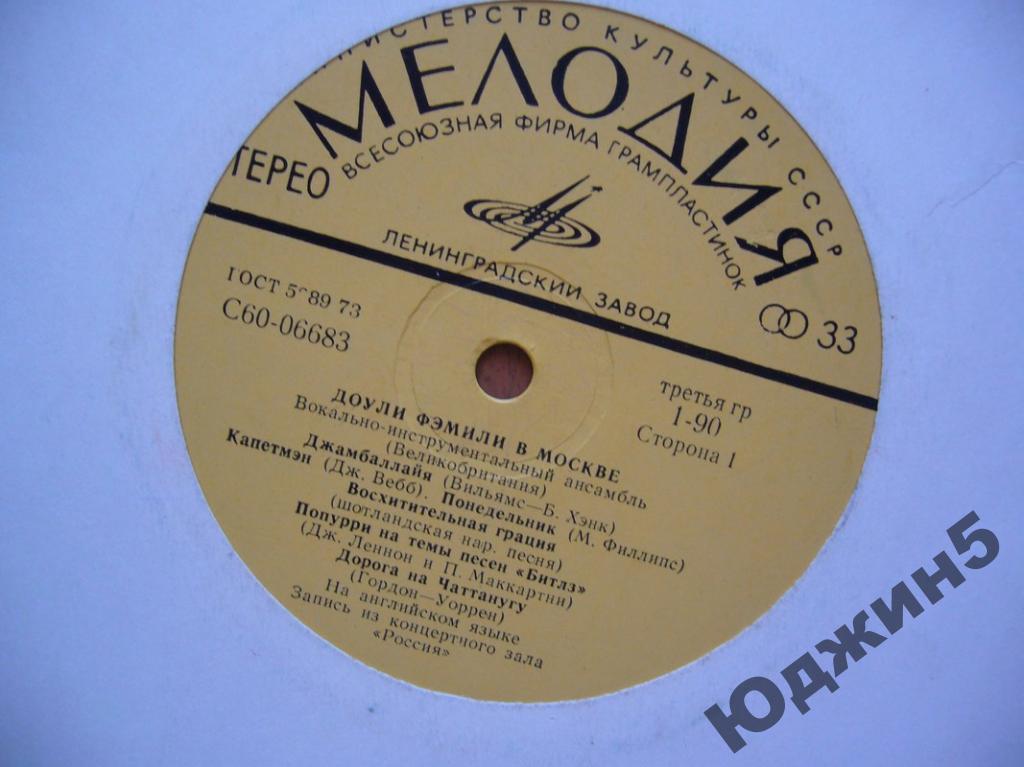 МИНИСТЕРСТВО КУЛЬТУРЫ СССР
МЕЛОДИЯ
ВСЕСОЮЗНАЯ ФИРМА ГРАМПЛАСТИНОК
ТЕРЕО
ЛЕНИНГРАДСКИЙ ЗАВОД
33
ГОСТ 5289 73
С60-06683
третья гр
1-90
Сторона 1
ДОУЛИ ФЭМИЛИ В МОСКВЕ
Вокально-инструментальный ансамбль
(Великобритания)
Джамбаллайя (Вильямс—Б. Хэнк)
Капетмэн (Дж. Вебб). Понедельник (М. Филлипс)
Восхитительная грация
(шотландская нар. песня)
Попурри на темы песен «Битлз»
(Дж. Леннон и П. Маккартни)
Дорога на Чаттанугу
(Гордон—Уоррен)
На английском языке
Запись из концертного зала
«Россия»
Юджин5